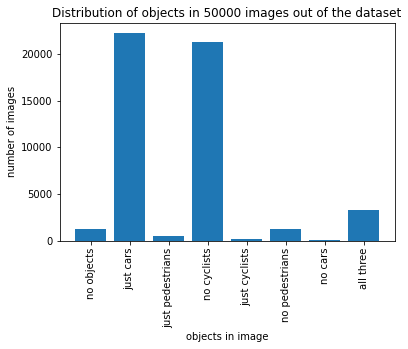 Distribution of objects in 50000 images out of the dataset
number of images
20000
15000
10000
5000
0
no objects
just cars
just pedestrians
no cyclists
just cyclists
no pedestrians
no cars
all three
objects in image